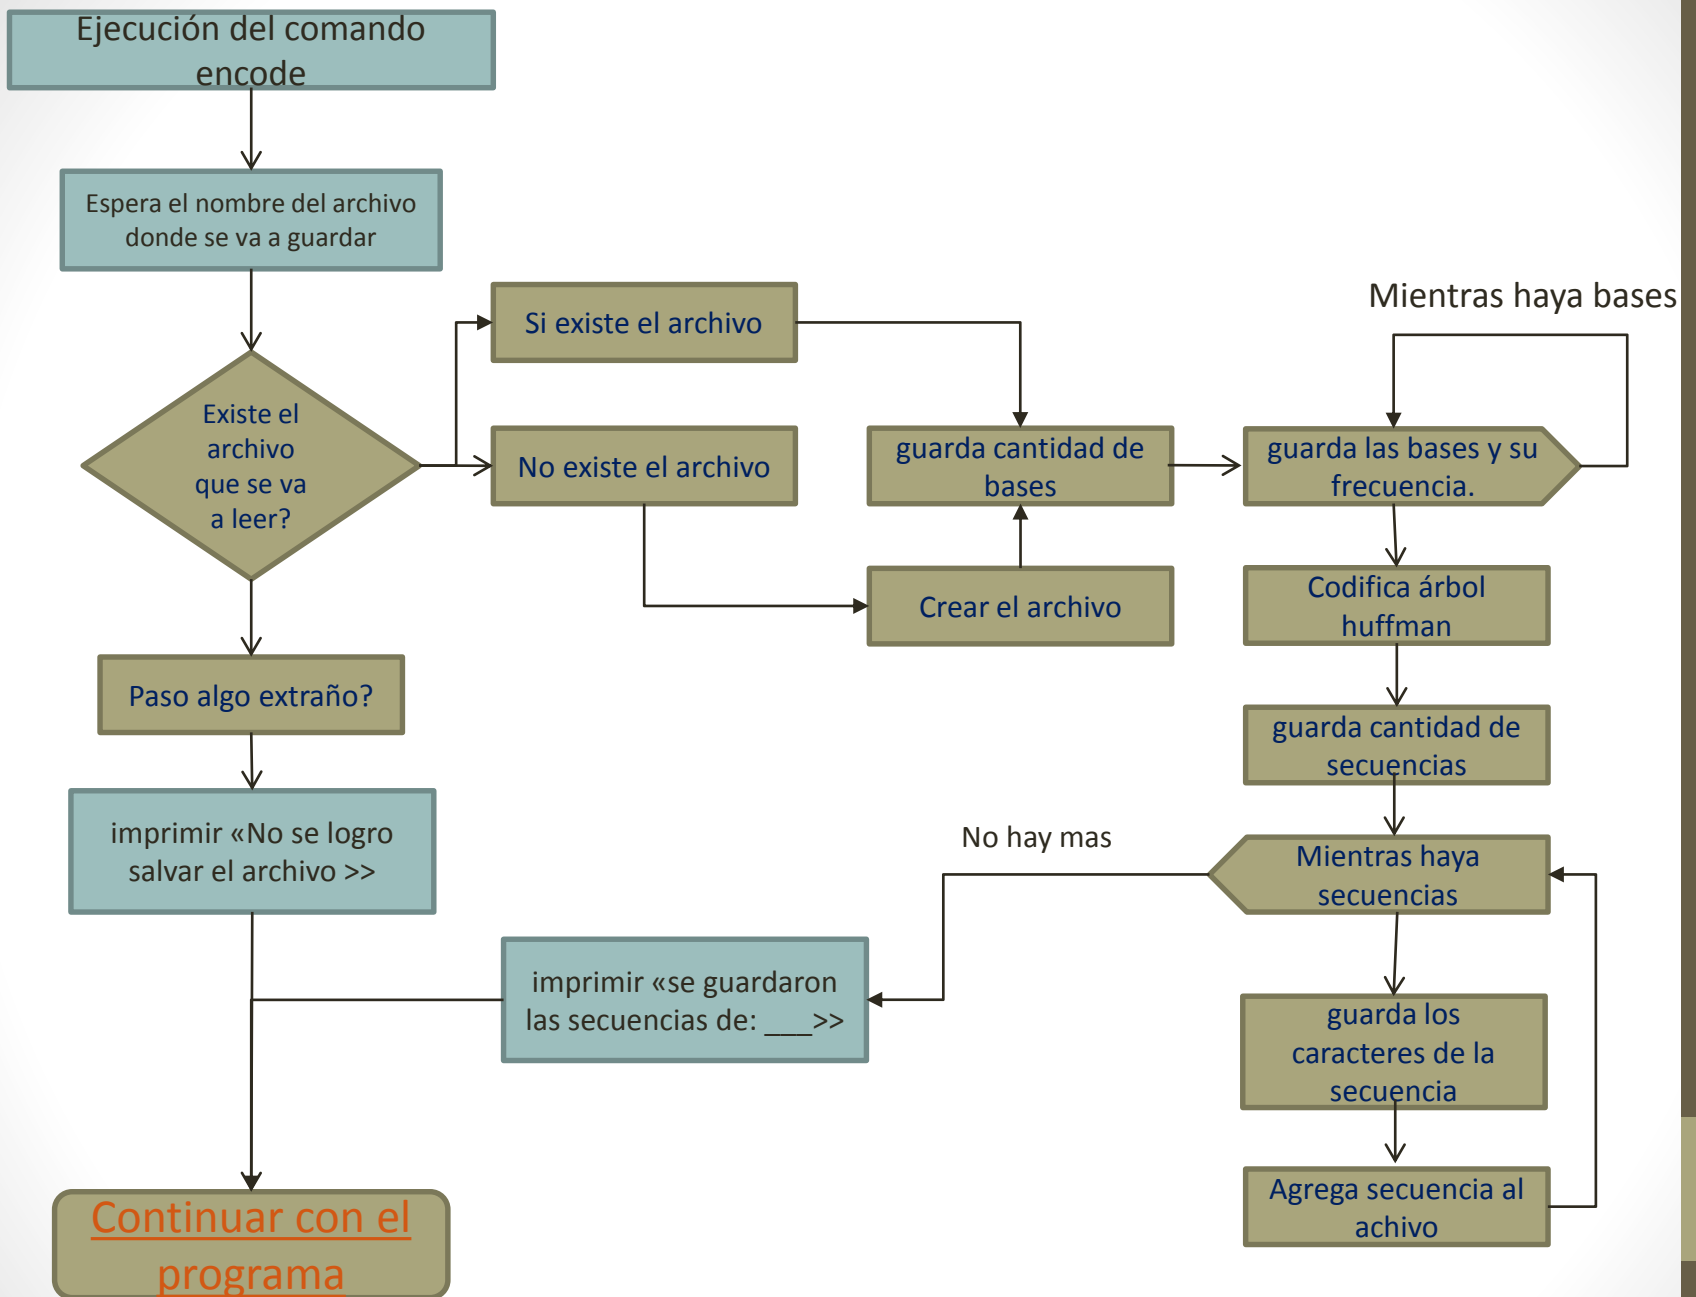 Ejecución del comando
encode
Espera el nombre del archivo
donde se va a guardar
Existe el
archivo
que se va
a leer?
Si existe el archivo
No existe el archivo
guarda cantidad de
bases
Crear el archivo
Mientras haya bases
guarda las bases y su
frecuencia.
Codifica árbol
huffman
guarda cantidad de
secuencias
Mientras haya
secuencias
guarda los
caracteres de la
secuencia
Agrega secuencia al
achivo
No hay mas
imprimir «se guardaron
las secuencias de: ___>>
Paso algo extraño?
imprimir «No se logro
salvar el archivo >>
Continuar con el
programa